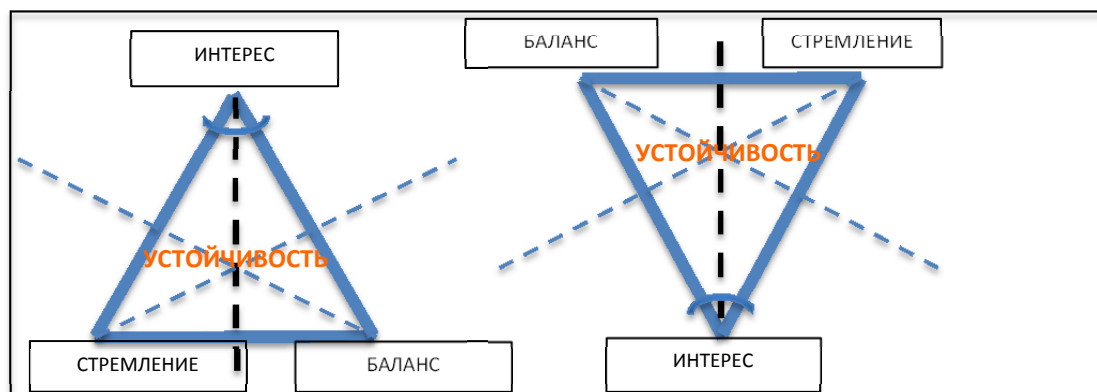 ИНТЕРЕС
УСТОЙЧИВОСТЬ
СТРЕМЛЕНИЕ
БАЛАНС
БАЛАНС
СТРЕМЛЕНИЕ
УСТОЙЧИВОСТЬ
ИНТЕРЕС